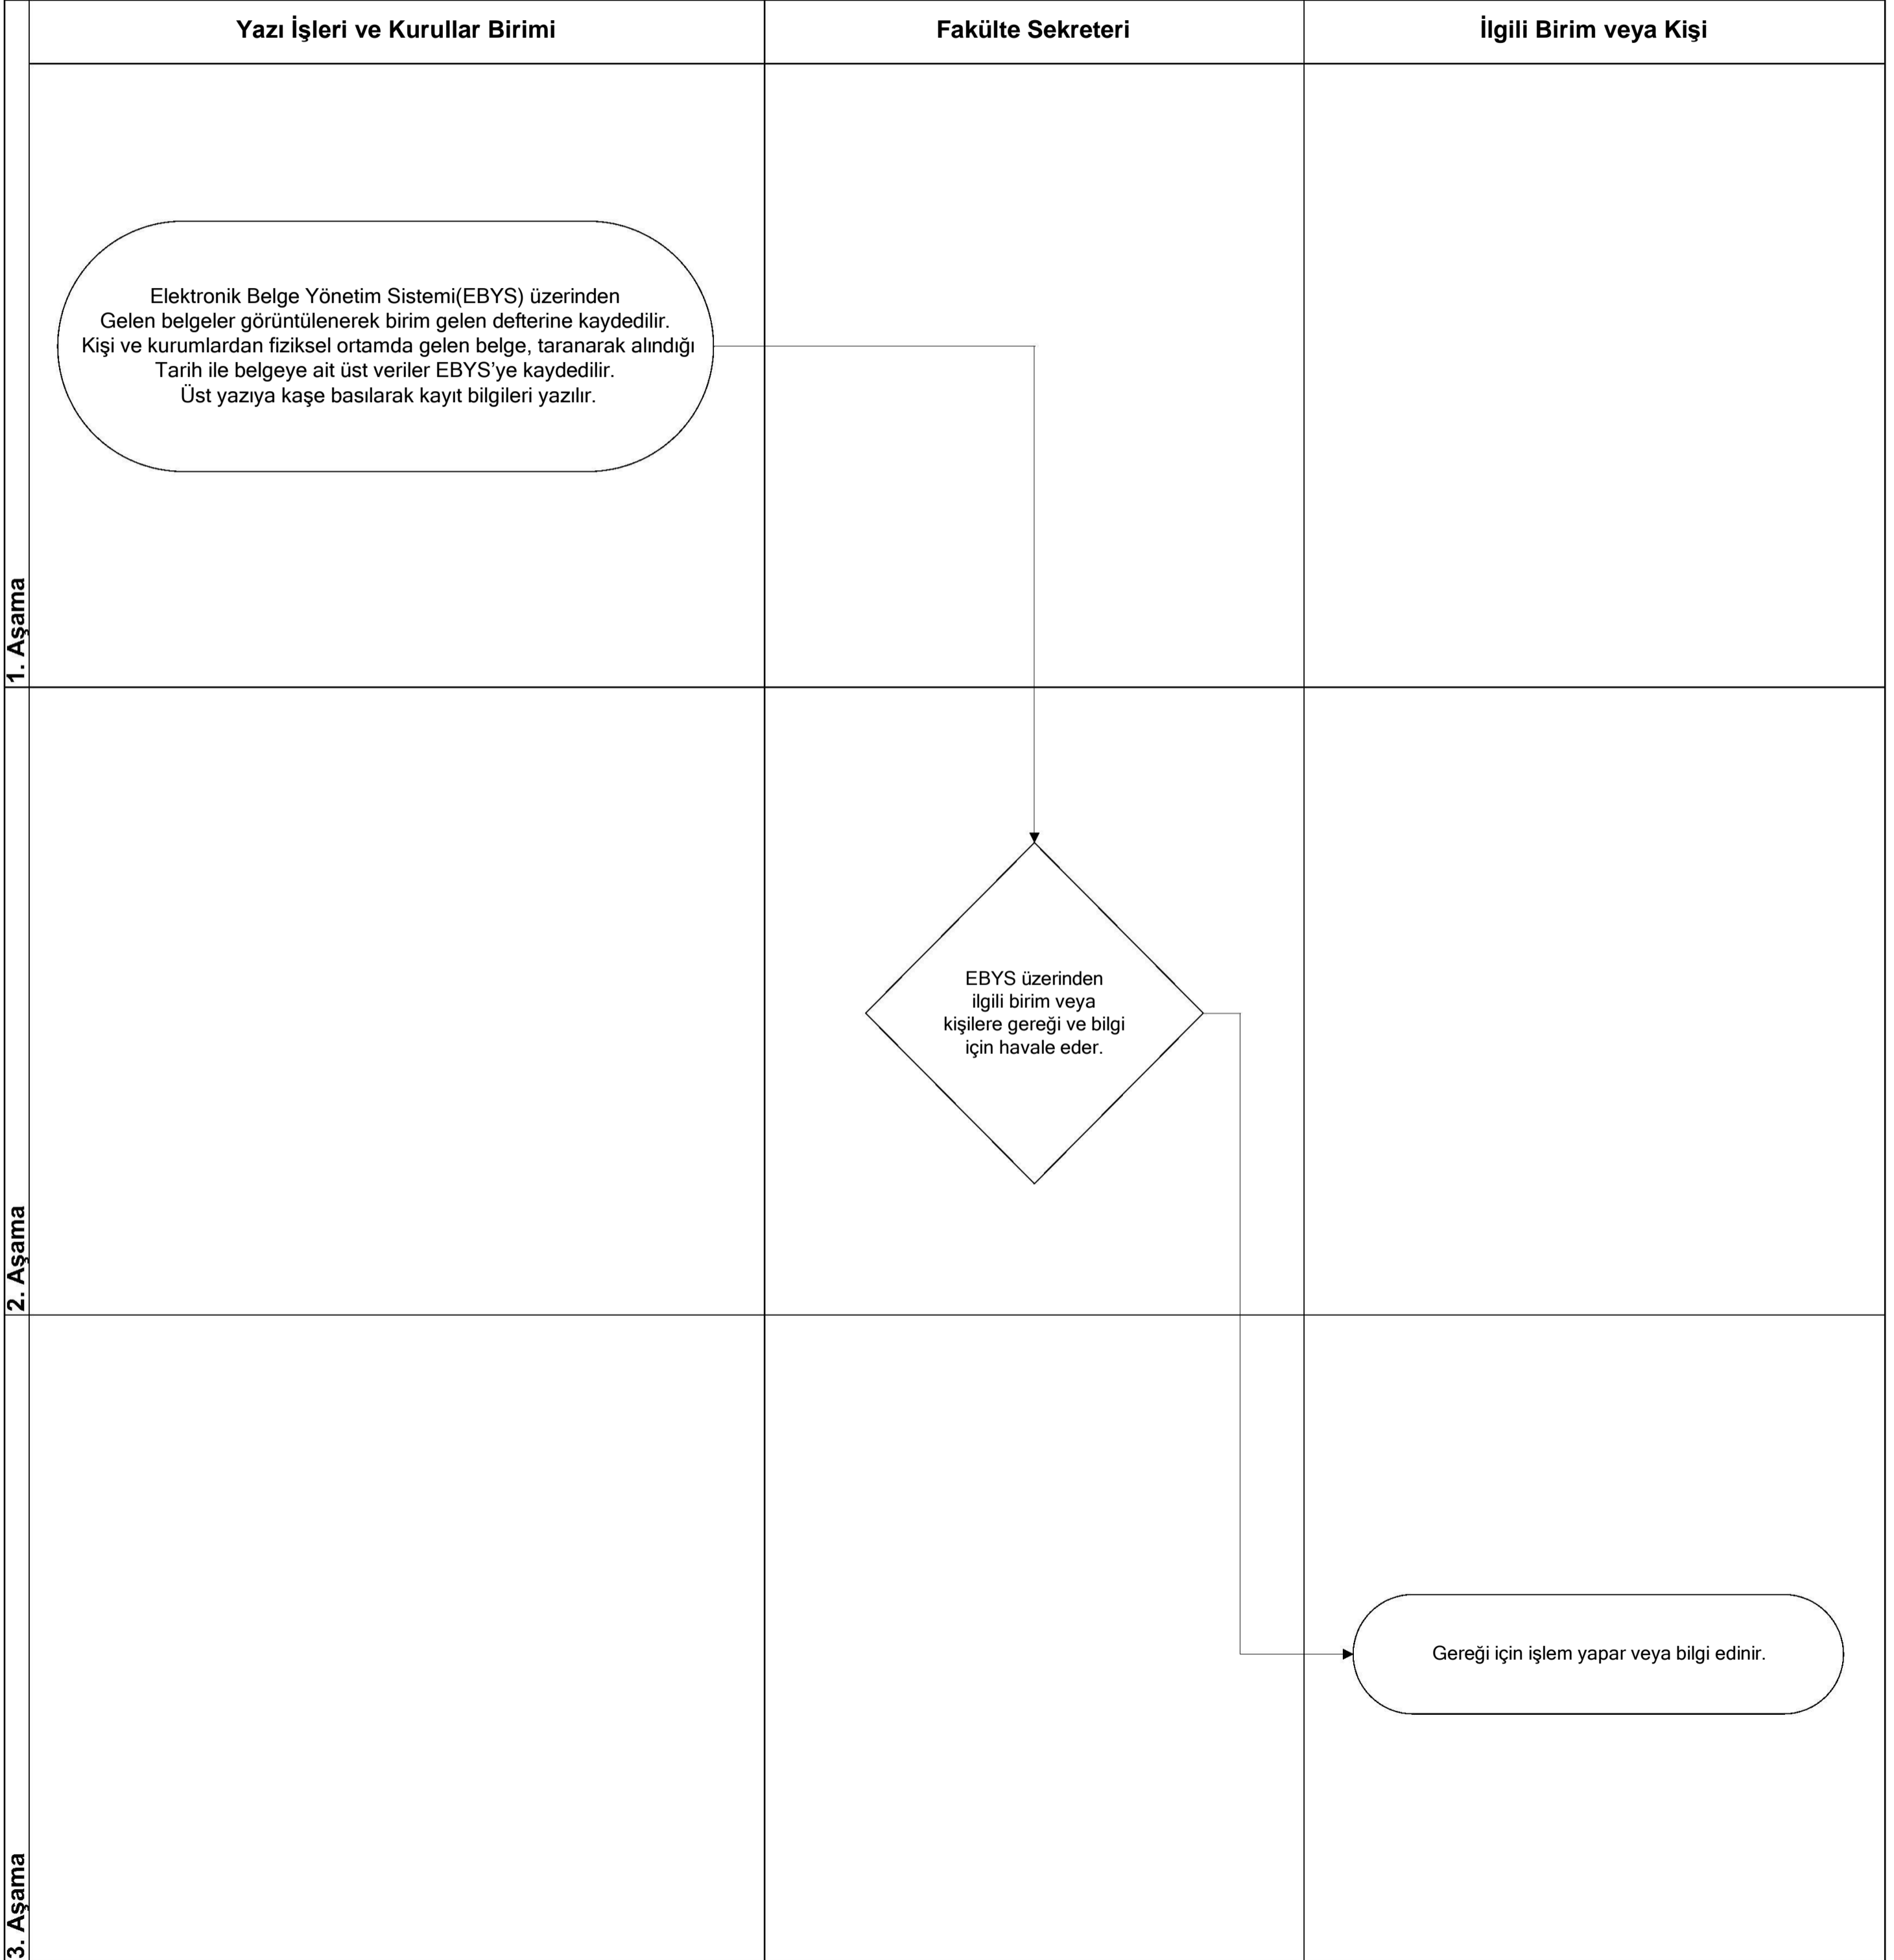 Yazı İşleri ve Kurullar Birimi
Fakülte Sekreteri
İlgili Birim veya Kişi
1. Aşama
Elektronik Belge Yönetim Sistemi(EBYS) üzerinden
Gelen belgeler görüntülenerek birim gelen defterine kaydedilir.
Kişi ve kurumlardan fiziksel ortamda gelen belge, taranarak alındığı
Tarih ile belgeye ait üst veriler EBYS’ye kaydedilir.
Üst yazıya kaşe basılarak kayıt bilgileri yazılır.
2. Aşama
EBYS üzerinden
ilgili birim veya
kişilere gereği ve bilgi
için havale eder.
3. Aşama
Gereği için işlem yapar veya bilgi edinir.